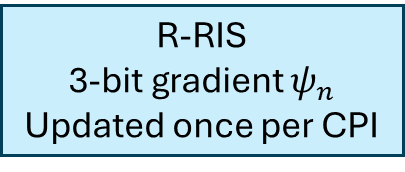 R-RIS
3-bit gradient ψₙ
Updated once per CPI